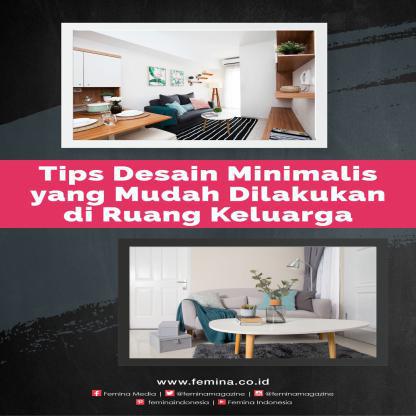 Tips Desain Minimalis
yang Mudah Dilakukan
di Ruang Keluarga
www.femina.co.id
Femina Media | @feminamagazine | @feminamagazine
feminaindonesia | Femina Indonesia